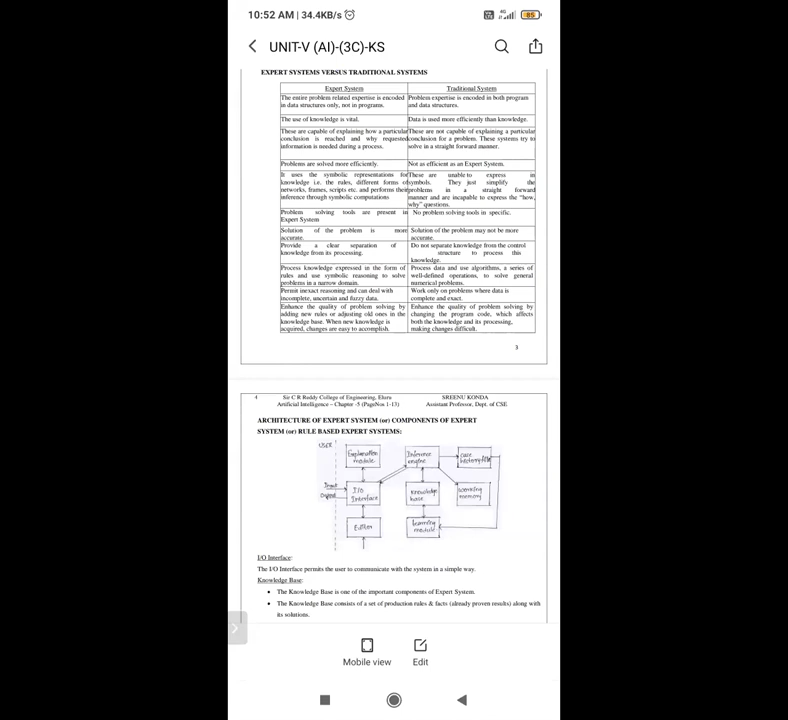 10:52 AM | 34.4KB/s
4G
85
UNIT-V (AI)-(3C)-KS
EXPERT SYSTEMS VERSUS TRADITIONAL SYSTEMS
Expert System
Traditional System
The entire problem related expertise is encoded
in data structures only, not in programs.
Problem expertise is encoded in both program
and data structures.
The use of knowledge is vital.
Data is used more efficiently than knowledge.
These are capable of explaining how a particular
conclusion is reached and why requested
information is needed during a process.
These are not capable of explaining a particular
conclusion for a problem. These systems try to
solve in a straight forward manner.
Problems are solved more efficiently.
Not as efficient as an Expert System.
It uses the symbolic representations for
knowledge i.e. the rules, different forms of
networks, frames, scripts etc. and performs their
inference through symbolic computations
These are unable to express in
symbols. They just simplify the
problems in a straight forward
manner and are incapable to express the "how,
why" questions.
Problem solving tools are present in
Expert System
No problem solving tools in specific.
Solution of the problem is more
accurate.
Solution of the problem may not be more
accurate.
Provide a clear separation of
knowledge from its processing.
Do not separate knowledge from the control
structure to process this
knowledge.
Process knowledge expressed in the form of
rules and use symbolic reasoning to solve
problems in a narrow domain.
Process data and use algorithms, a series of
well-defined operations, to solve general
numerical problems.
Permit inexact reasoning and can deal with
incomplete, uncertain and fuzzy data.
Work only on problems where data is
complete and exact.
Enhance the quality of problem solving by
adding new rules or adjusting old ones in the
knowledge base. When new knowledge is
acquired, changes are easy to accomplish.
Enhance the quality of problem solving by
changing the program code, which affects
both the knowledge and its processing,
making changes difficult.
3
4
Sir C R Reddy College of Engineering, Eluru
SREENU KONDA
Artificial Intelligence – Chapter -5 (PageNos 1-13)
Assistant Professor, Dept. of CSE
ARCHITECTURE OF EXPERT SYSTEM (or) COMPONENTS OF EXPERT
SYSTEM (or) RULE BASED EXPERT SYSTEMS:
USER
Explanation
module
Inference
engine
case
Input
Output
I/O
Interface
knowledge
base
working
memory
Editor
learning
module
I/O Interface:
The I/O Interface permits the user to communicate with the system in a simple way.
Knowledge Base:
• The Knowledge Base is one of the important components of Expert System.
• The Knowledge Base consists of a set of production rules & facts (already proven results) along with
its solutions.
Mobile view
Edit